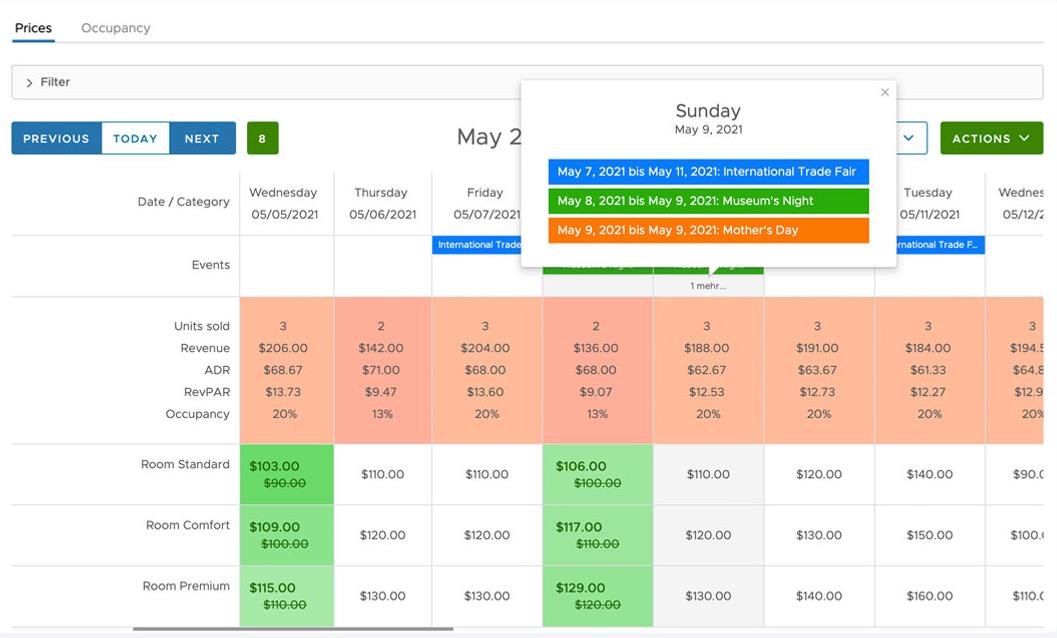 Prices Occupancy
Filter
PREVIOUS TODAY NEXT 8 May 2 ACTIONS
×
Sunday
May 9, 2021
May 7, 2021 bis May 11, 2021: International Trade Fair
May 8, 2021 bis May 9, 2021: Museum's Night
May 9, 2021 bis May 9, 2021: Mother's Day
Date / Category
Wednesday Thursday Friday Tuesday Wednes
05/05/2021 05/06/2021 05/07/2021 05/11/2021 05/12/2
Events
International Trade rnational Trade F...
1 mehr...
Units sold 3 2 3 2 3 3 3 3
Revenue $206.00 $142.00 $204.00 $136.00 $188.00 $191.00 $184.00 $194.5
ADR $68.67 $71.00 $68.00 $68.00 $62.67 $63.67 $61.33 $64.8
RevPAR $13.73 $9.47 $13.60 $9.07 $12.53 $12.73 $12.27 $12.9
Occupancy 20% 13% 20% 13% 20% 20% 20% 20%
Room Standard $103.00 $110.00 $110.00 $106.00 $110.00 $120.00 $140.00 $90.0
$90.00 $100.00
Room Comfort $109.00 $120.00 $120.00 $117.00 $120.00 $130.00 $150.00 $100.
$100.00 $110.00
Room Premium $115.00 $130.00 $130.00 $129.00 $130.00 $140.00 $160.00 $110.0
$110.00 $120.00